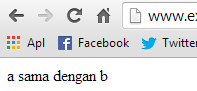 www.ex
Apl Facebook Twitter
a sama dengan b